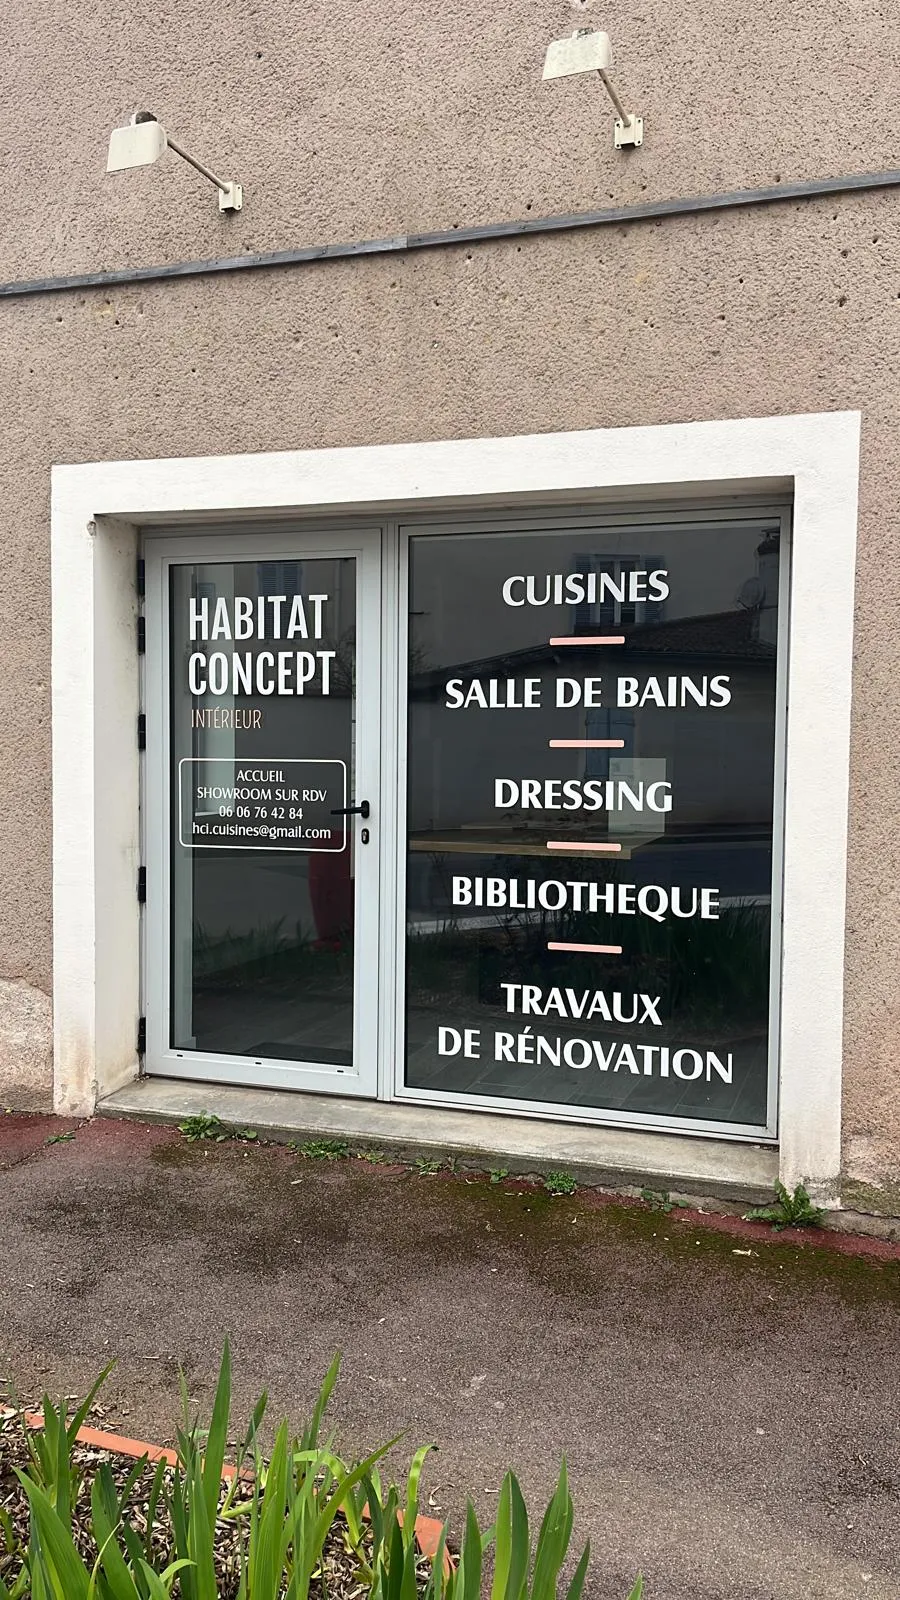 HABITAT
CONCEPT
INTÉRIEUR
ACCUEIL
SHOWROOM SUR RDV
06 06 76 42 84
hci.cuisines@gmail.com
CUISINES
SALLE DE BAINS
DRESSING
BIBLIOTHEQUE
TRAVAUX
DE RÉNOVATION